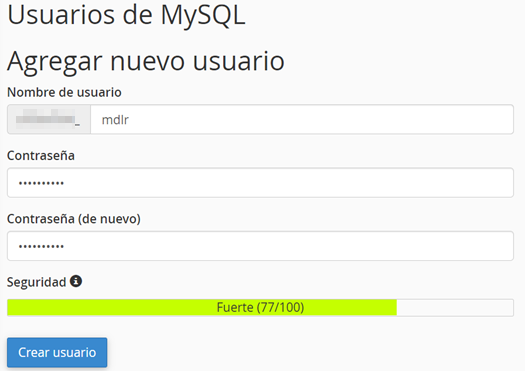 Usuarios de MySQL
Agregar nuevo usuario
Nombre de usuario
_ mdlr
Contraseña
••••••••••
Contraseña (de nuevo)
••••••••••
Seguridad
Fuerte (77/100)
Crear usuario